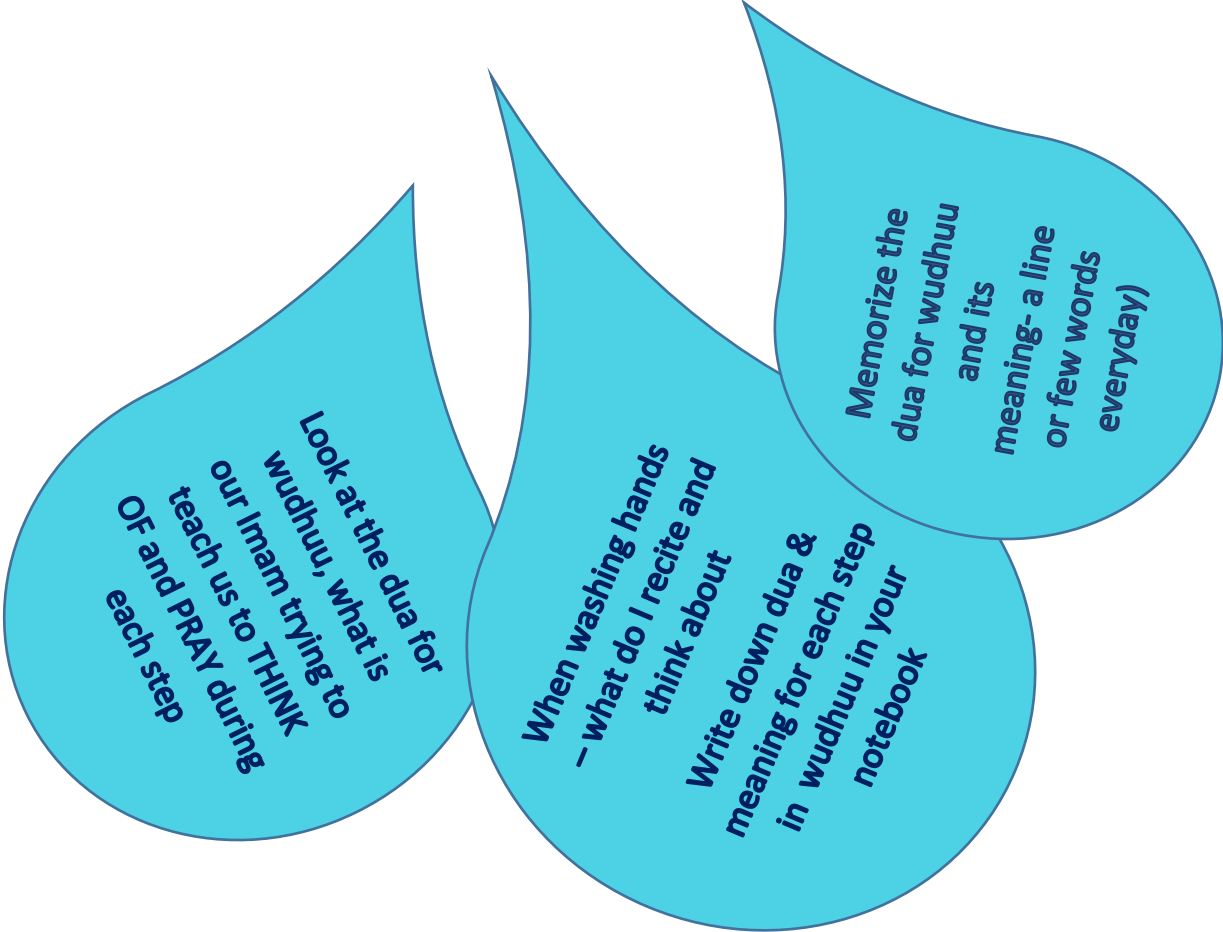 Look at the dua for
wudhuu, what is
our Imam trying to
teach us to THINK
OF and PRAY during
each step
When washing hands
– what do I recite and
think about
Write down dua &
meaning for each step
in wudhuu in your
notebook
Memorize the
dua for wudhuu
and its
meaning- a line
or few words
everyday)